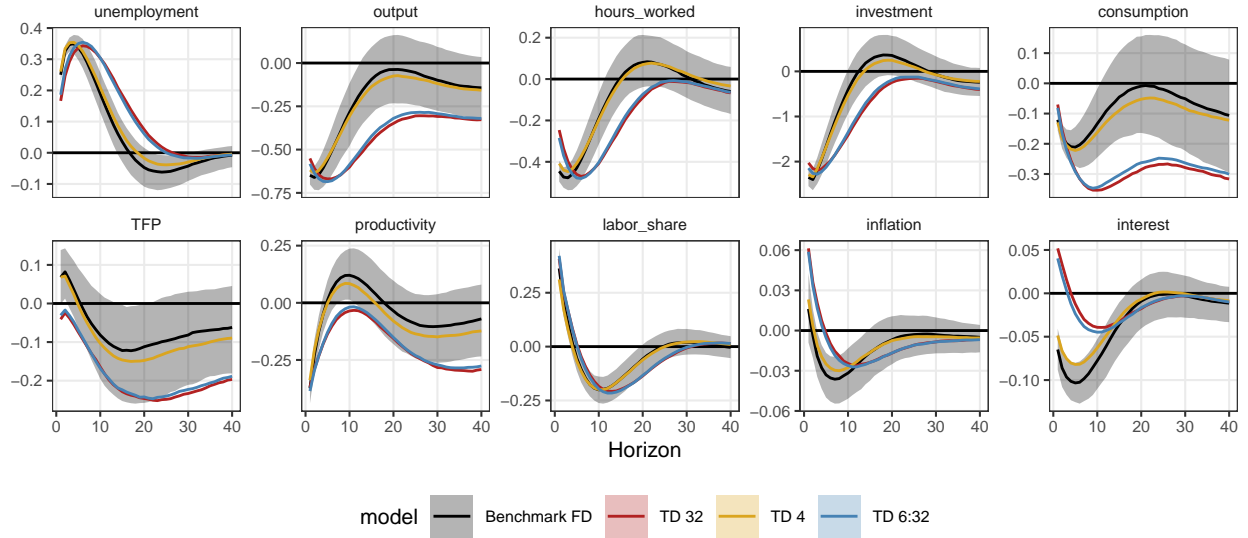 unemployment output hours_worked investment consumption
0.4 0.3 0.2 0.1 0.0 −0.1
0.00 −0.25 −0.50 −0.75
0.2 0.0 −0.2 −0.4
0 −1 −2
0.1 0.0 −0.1 −0.2 −0.3
TFP productivity labor_share inflation interest
0.1 0.0 −0.1 −0.2
0.25 0.00 −0.25
0.25 0.00 −0.25
0.06 0.03 0.00 −0.03 −0.06
0.05 0.00 −0.05 −0.10
0 10 20 30 40 0 10 20 30 40 0 10 20 30 40 0 10 20 30 40 0 10 20 30 40
Horizon
model Benchmark FD TD 32 TD 4 TD 6:32